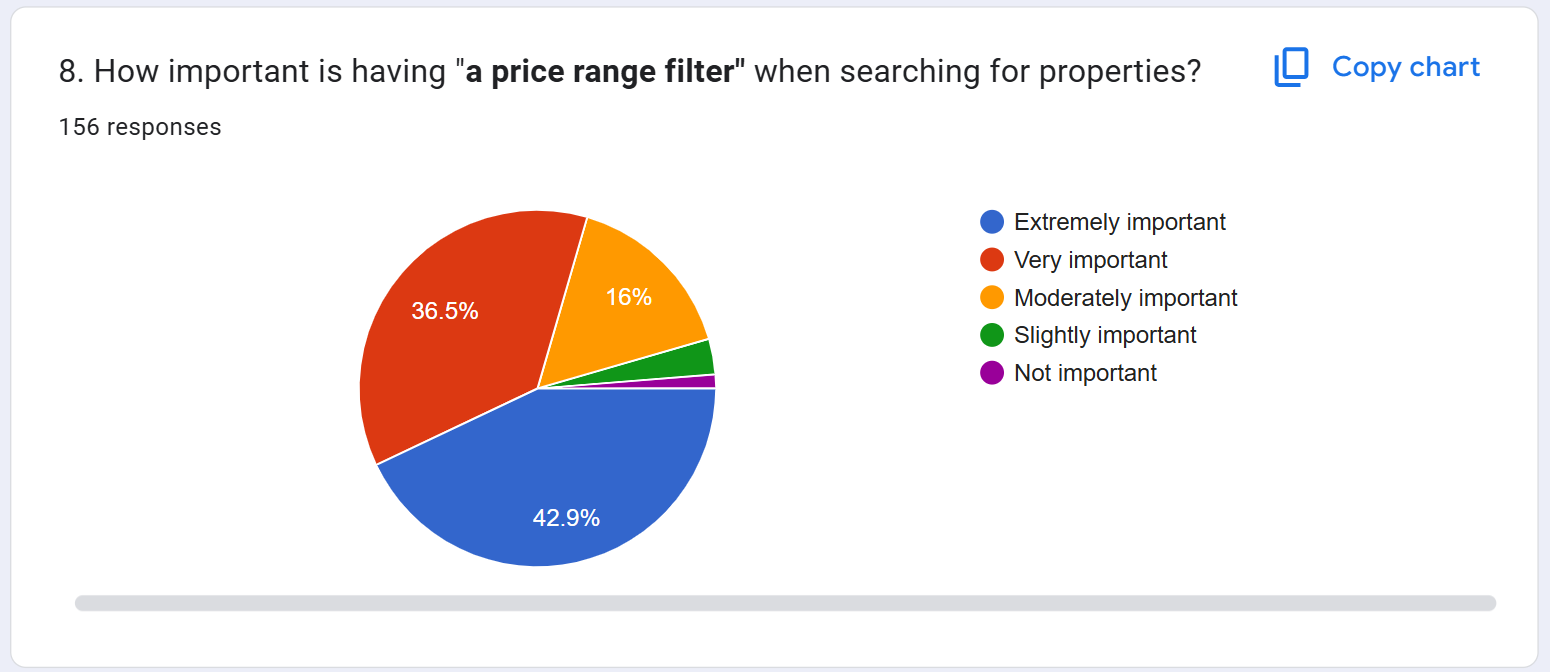 8. How important is having "a price range filter" when searching for properties?
Copy chart
156 responses
Extremely important
Very important
Moderately important
Slightly important
Not important
36.5%
16%
42.9%